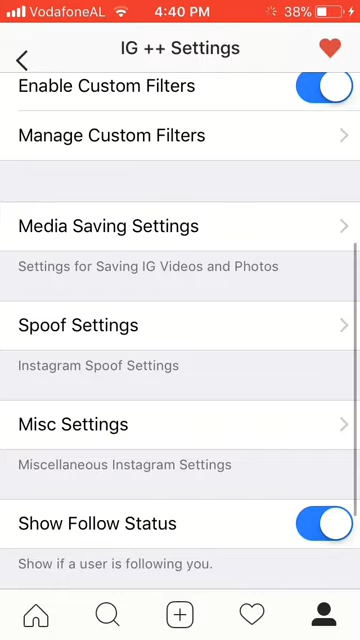 VodafoneAL 4:40 PM 38%
IG ++ Settings
Enable Custom Filters
Manage Custom Filters
Media Saving Settings
Settings for Saving IG Videos and Photos
Spoof Settings
Instagram Spoof Settings
Misc Settings
Miscellaneous Instagram Settings
Show Follow Status
Show if a user is following you.